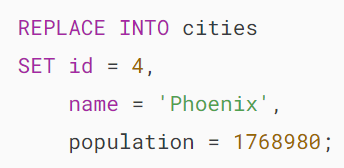 REPLACE INTO cities
SET id = 4,
    name = 'Phoenix',
    population = 1768980;